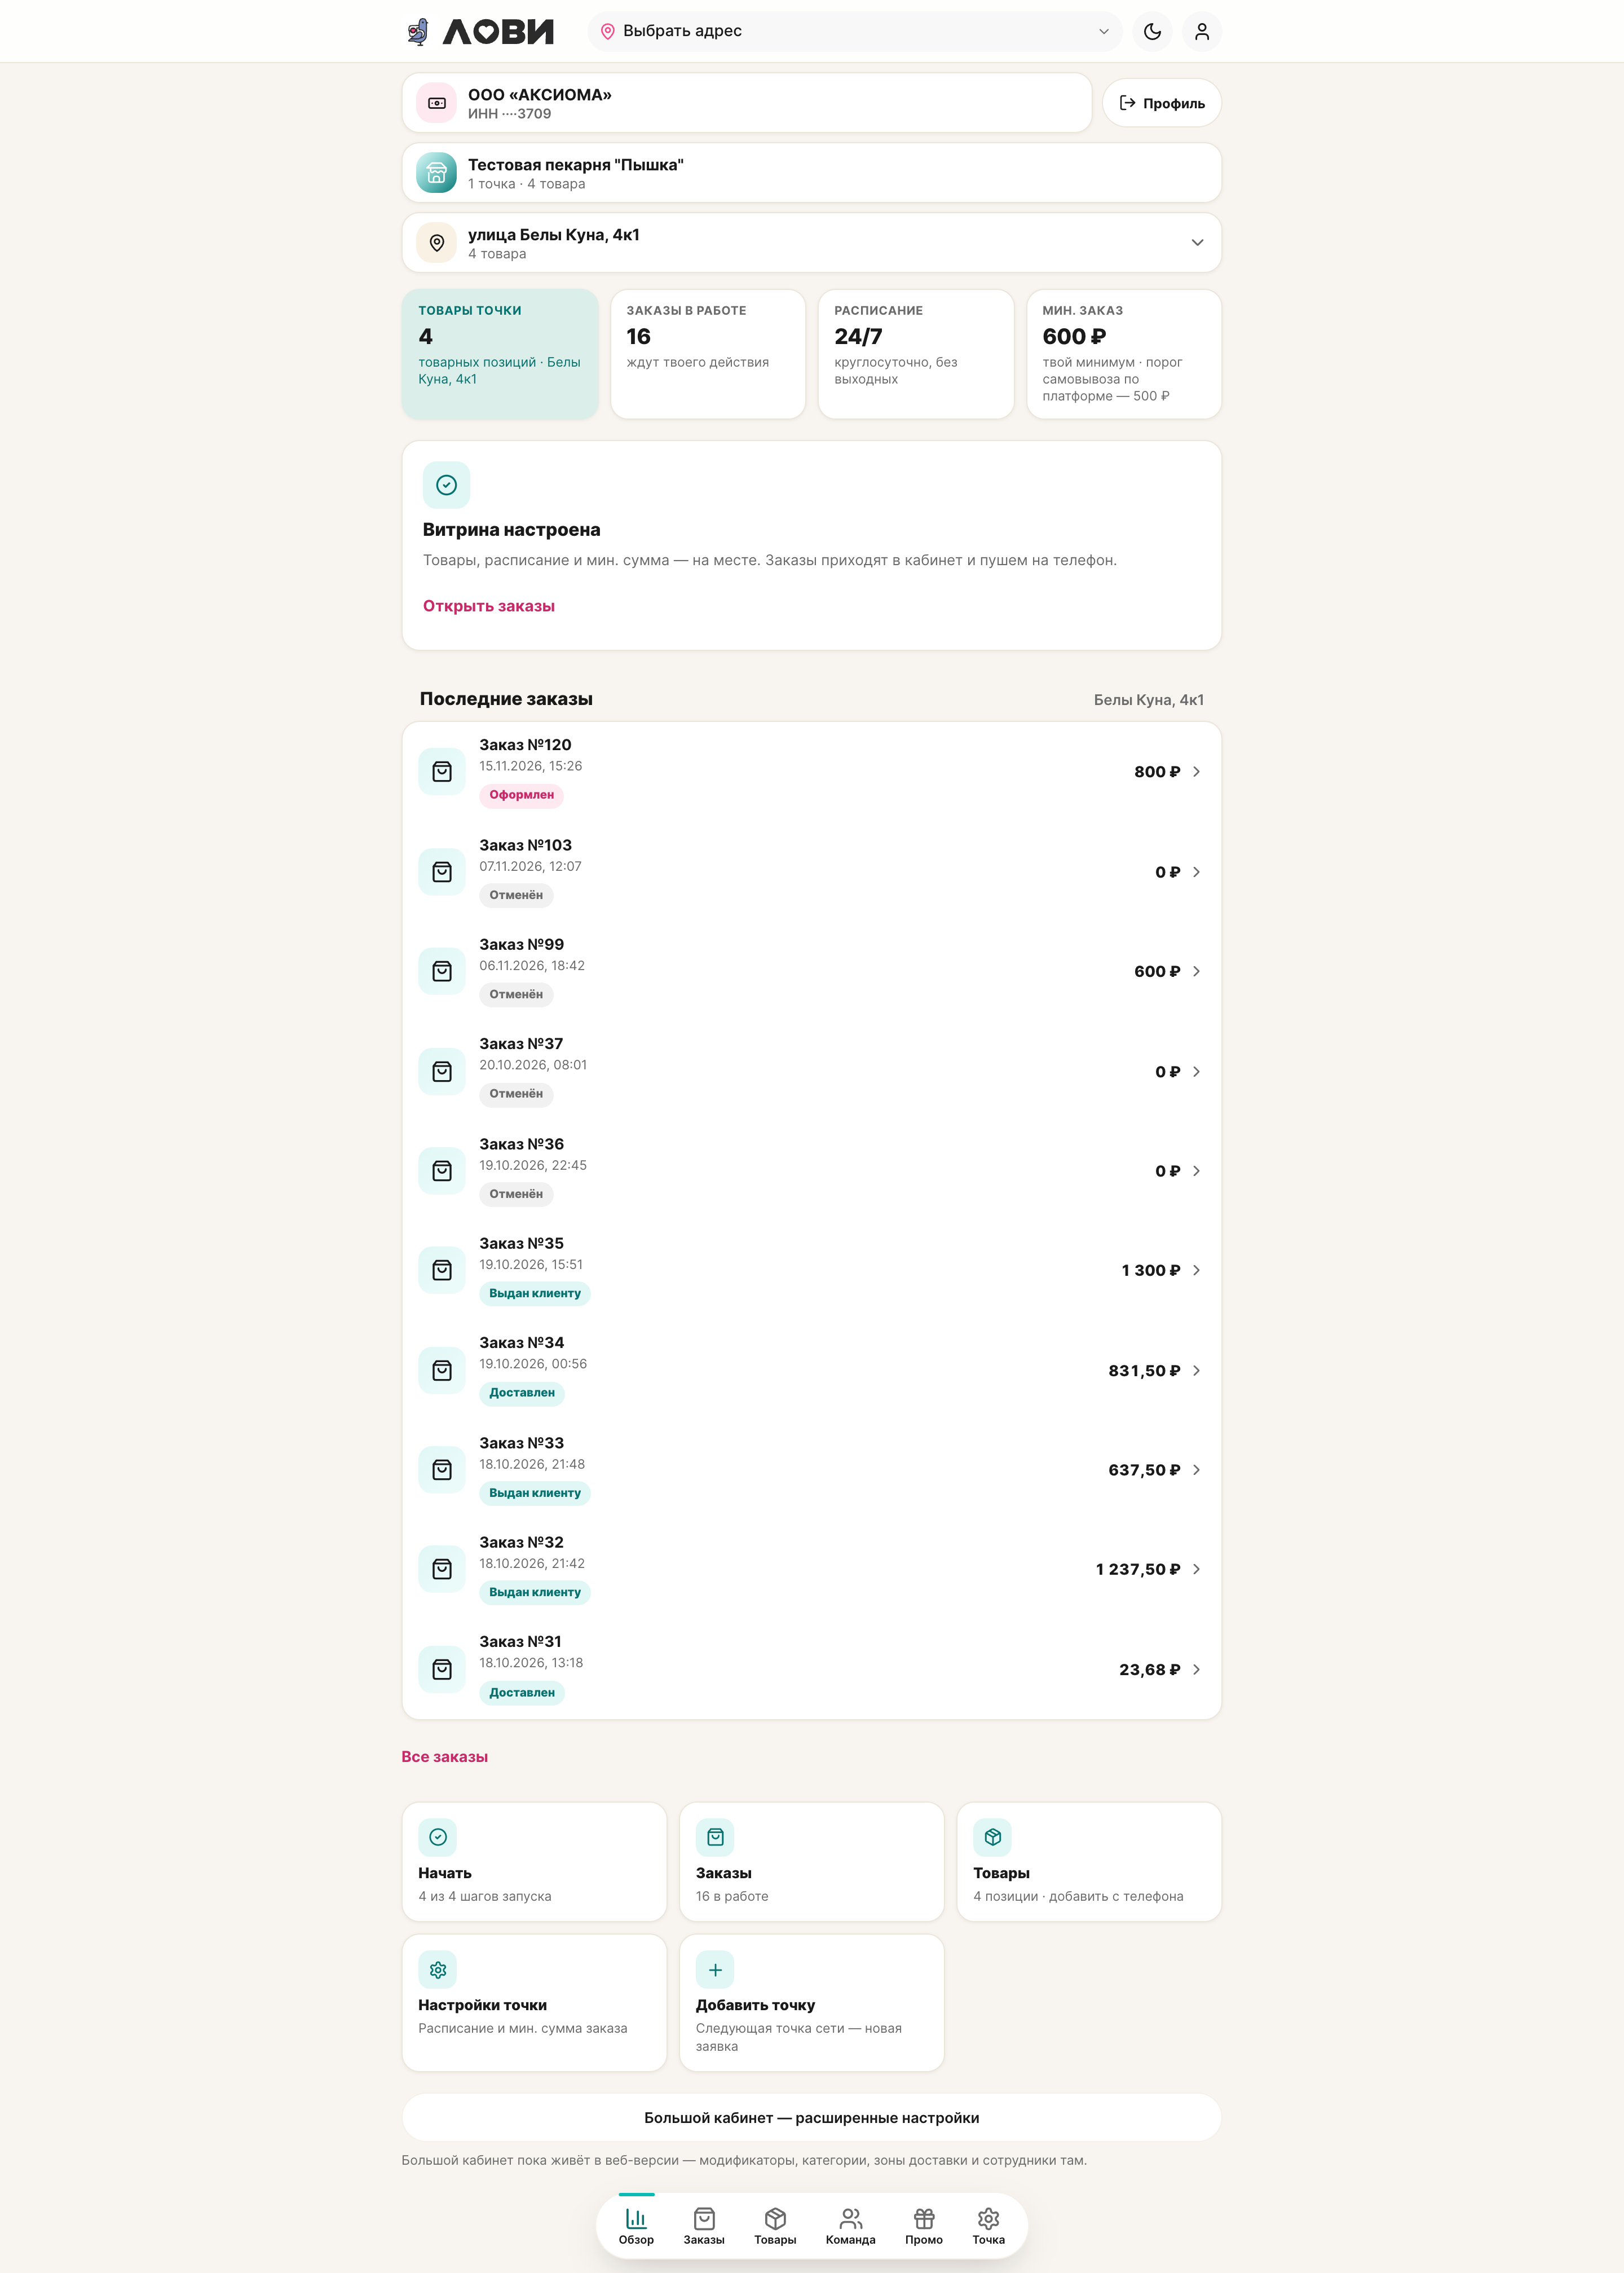 ЛОВИ
Выбрать адрес
ООО «АКСИОМА»
ИНН ····3709
Профиль
Тестовая пекарня "Пышка"
1 точка · 4 товара
улица Белы Куна, 4к1
4 товара
ТОВАРЫ ТОЧКИ
4
товарных позиций · Белы
Куна, 4к1
ЗАКАЗЫ В РАБОТЕ
16
ждут твоего действия
РАСПИСАНИЕ
24/7
круглосуточно, без
выходных
МИН. ЗАКАЗ
600 ₽
твой минимум · порог
самовывоза по
платформе — 500 ₽
Витрина настроена
Товары, расписание и мин. сумма — на месте. Заказы приходят в кабинет и пушем на телефон.
Открыть заказы
Последние заказы
Белы Куна, 4к1
Заказ №120
15.11.2026, 15:26
Оформлен
800 ₽
Заказ №103
07.11.2026, 12:07
Отменён
0 ₽
Заказ №99
06.11.2026, 18:42
Отменён
600 ₽
Заказ №37
20.10.2026, 08:01
Отменён
0 ₽
Заказ №36
19.10.2026, 22:45
Отменён
0 ₽
Заказ №35
19.10.2026, 15:51
Выдан клиенту
1 300 ₽
Заказ №34
19.10.2026, 00:56
Доставлен
831,50 ₽
Заказ №33
18.10.2026, 21:48
Выдан клиенту
637,50 ₽
Заказ №32
18.10.2026, 21:42
Выдан клиенту
1 237,50 ₽
Заказ №31
18.10.2026, 13:18
Доставлен
23,68 ₽
Все заказы
Начать
4 из 4 шагов запуска
Заказы
16 в работе
Товары
4 позиции · добавить с телефона
Настройки точки
Расписание и мин. сумма заказа
Добавить точку
Следующая точка сети — новая
заявка
Большой кабинет — расширенные настройки
Большой кабинет пока живёт в веб-версии — модификаторы, категории, зоны доставки и сотрудники там.
Обзор
Заказы
Товары
Команда
Промо
Точка